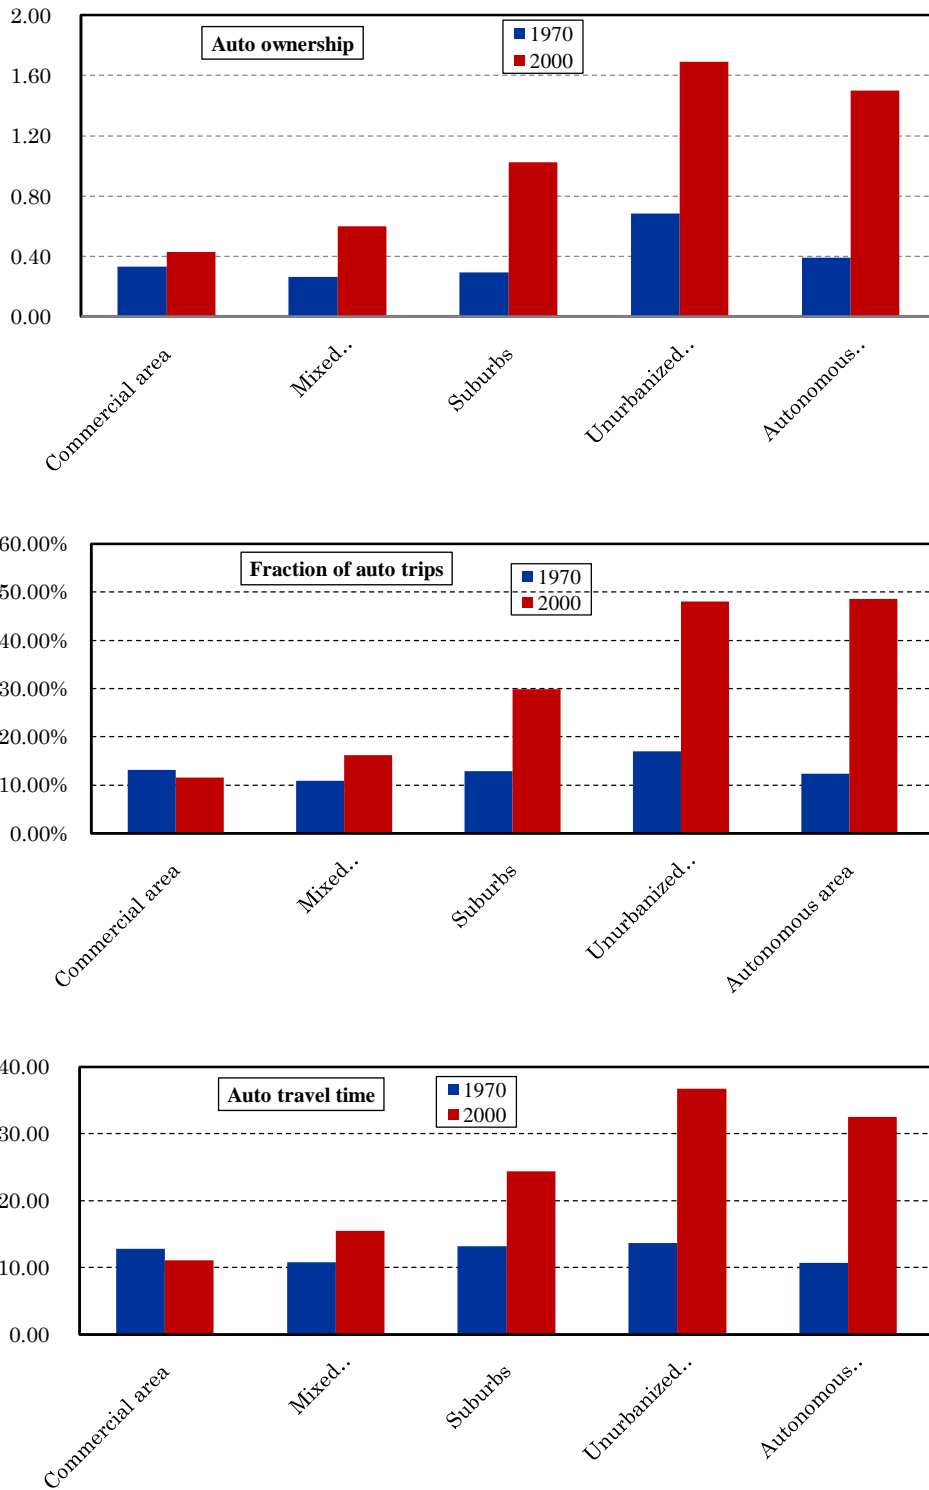 2.00
Auto ownership
1970
2000
1.60
1.20
0.80
0.40
0.00
Commercial area
Mixed..
Suburbs
Unurbanized..
Autonomous..
60.00%
Fraction of auto trips
1970
2000
50.00%
40.00%
30.00%
20.00%
10.00%
0.00%
Commercial area
Mixed..
Suburbs
Unurbanized..
Autonomous area
40.00
Auto travel time
1970
2000
30.00
20.00
10.00
0.00
Commercial area
Mixed..
Suburbs
Unurbanized..
Autonomous..